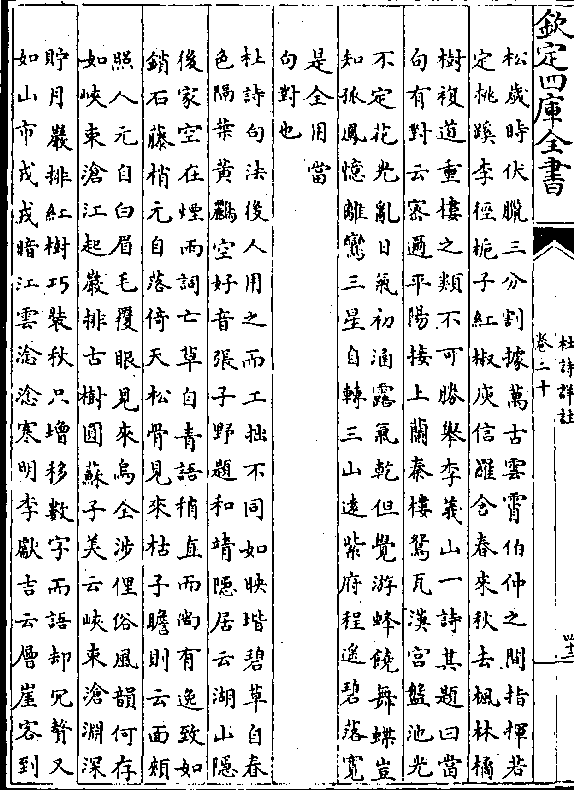 欽定四庫全書
杜詩詳註
卷二十
松歲時伏臘三分割據萬古雲霄伯仲之間指揮若
定桃蹊李徑梔子紅椒庾信羅含春來秋去楓林橘
樹複道重樓之類不可勝舉李義山一詩其題曰當
句有對云密邇平陽接上蘭秦樓鴛瓦漢宮盤池光
不定花光亂日氣初涵露氣乾但覺游蜂饒舞蝶豈
知孤鳳憶離鸞三星自轉三山遠紫府程遙碧落寬
是全用當
句對也
杜詩句法後人用之而工拙不同如映堦碧草自春
色隔葉黃鸝空好音張子野題和靖隱居云湖山隱
後家空在煙雨詞亡草自青語稍直而尚有逸致如
鎖石藤梢元自落倚天松骨見來枯子瞻則云面頰
照人元自白眉毛覆眼見來烏全涉俚俗風韻何存
如峽束滄江起巖排古樹圓蘇子美云峽束滄淵深
貯月巖排紅樹巧裝秋只增移數字而語却冗贅又
如山市戎戎暗江雲淰淰寒明李獻吉云層崖客到